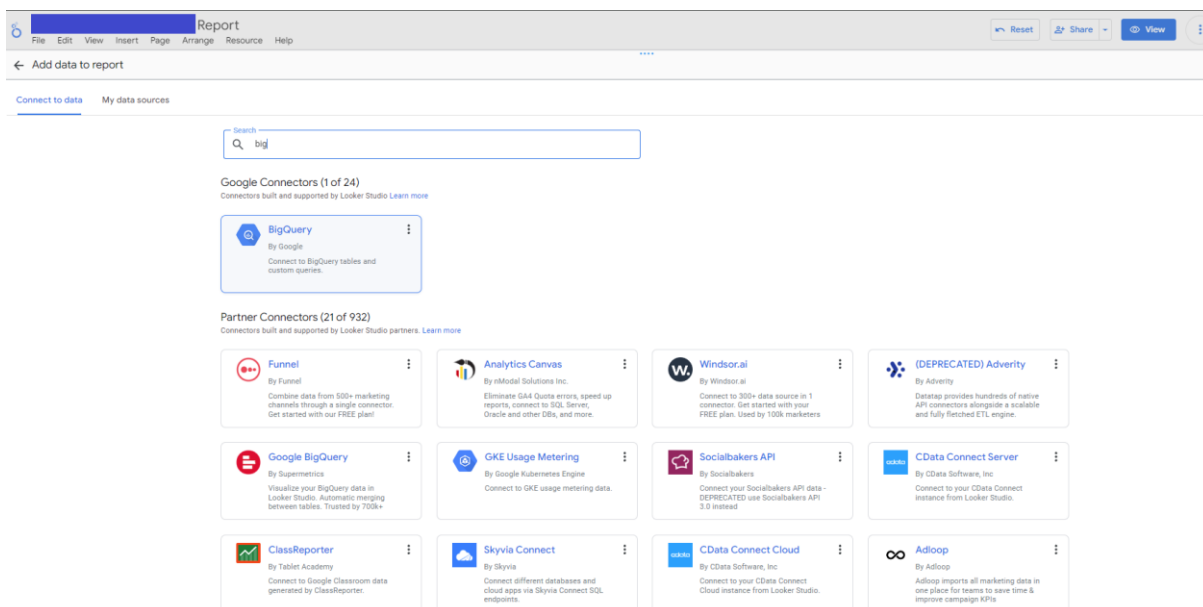 Report
File Edit View Insert Page Arrange Resource Help
Reset
Share
View
Add data to report
Connect to data
My data sources
Search
big
Google Connectors (1 of 24)
Connectors built and supported by Looker Studio Learn more
BigQuery
By Google
Connect to BigQuery tables and
custom queries.
Partner Connectors (21 of 932)
Connectors built and supported by Looker Studio partners. Learn more
Funnel
By Funnel
Combine data from 500+ marketing
channels through a single connector.
Get started with our FREE plan!
Analytics Canvas
By nModal Solutions Inc.
Eliminate GA4 Quota errors, speed up
reports, connect to SQL Server,
Oracle and other DBs, and more.
W.
Windsor.ai
By Windsor.ai
Connect to 300+ data source in 1
connector. Get started with your
FREE plan. Used by 100k marketers
(DEPRECATED) Adverity
By Adverity
Datatap provides hundreds of native
API connectors alongside a scalable
and fully fletched ETL engine.
Google BigQuery
By Supermetrics
Visualize your BigQuery data in
Looker Studio. Automatic merging
between tables. Trusted by 700k+
GKE Usage Metering
By Google Kubernetes Engine
Connect to GKE usage metering data.
Socialbakers API
By Socialbakers
Connect your Socialbakers API data -
DEPRECATED use Socialbakers API
3.0 instead
cdata
CData Connect Server
By CData Software, Inc
Connect to your CData Connect
instance from Looker Studio.
ClassReporter
By Tablet Academy
Connect to Google Classroom data
generated by ClassReporter.
Skyvia Connect
By Skyvia
Connect different databases and
cloud apps via Skyvia Connect SQL
endpoints.
cdata
CData Connect Cloud
By CData Software, Inc
Connect to your CData Connect
Cloud instance from Looker Studio.
Adloop
By Adloop
Adloop imports all marketing data in
one place for teams to save time &
improve campaign KPIs